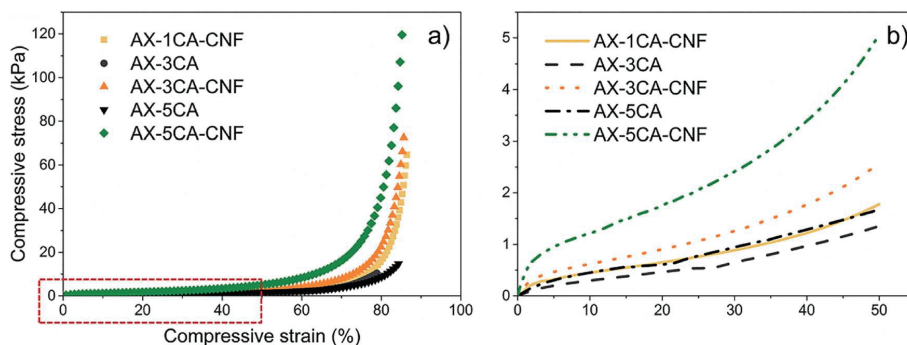 a)
Compressive stress (kPa)
120
100
80
60
40
20
0
AX-1CA-CNF
AX-3CA
AX-3CA-CNF
AX-5CA
AX-5CA-CNF
0 20 40 60 80 100
Compressive strain (%)
b)
5
4
3
2
1
0
AX-1CA-CNF
AX-3CA
AX-3CA-CNF
AX-5CA
AX-5CA-CNF
0 10 20 30 40 50